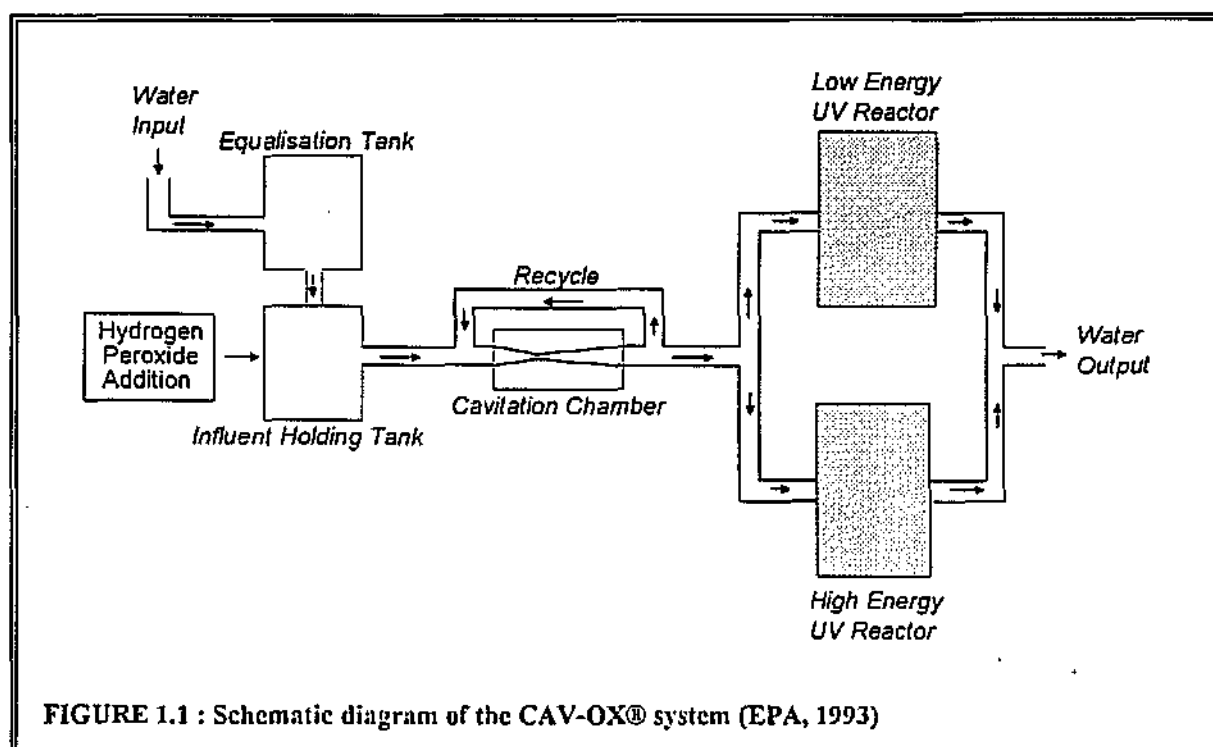 Water
Input
Equalisation Tank
Hydrogen
Peroxide
Addition
Influent Holding Tank
Recycle
Cavitation Chamber
Low Energy
UV Reactor
High Energy
UV Reactor
Water
Output
FIGURE 1.1 : Schematic diagram of the CAV-OX® system (EPA, 1993)